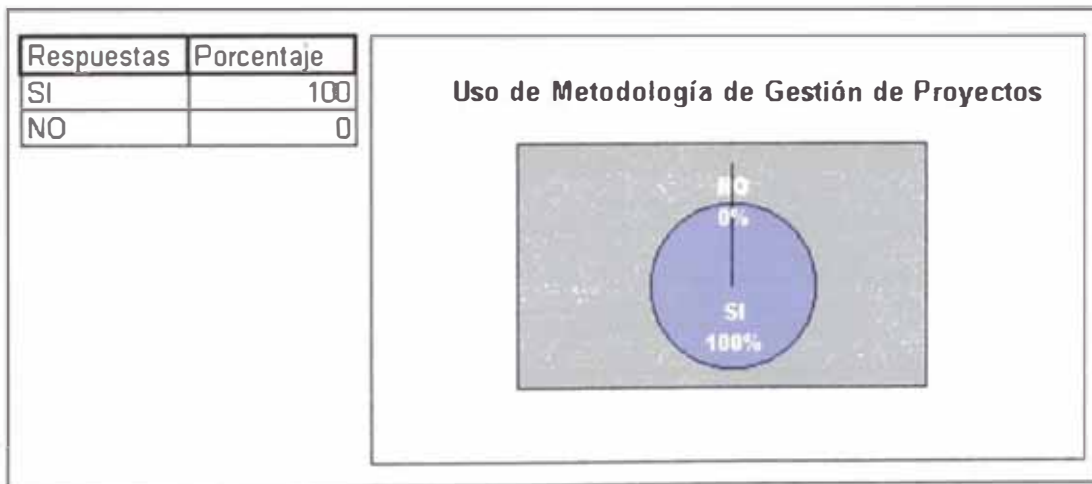 Respuestas Porcentaje
SI 100
NO 0
Uso de Metodología de Gestión de Proyectos
NO
0%
SI
100%